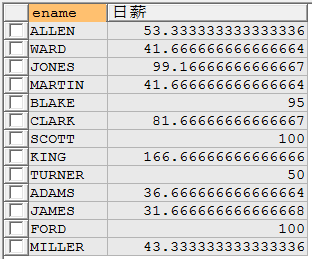 ename 日薪
ALLEN 53.333333333333336
WARD 41.666666666666664
JONES 99.16666666666667
MARTIN 41.666666666666664
BLAKE 95
CLARK 81.66666666666667
SCOTT 100
KING 166.66666666666666
TURNER 50
ADAMS 36.666666666666664
JAMES 31.666666666666668
FORD 100
MILLER 43.333333333333336